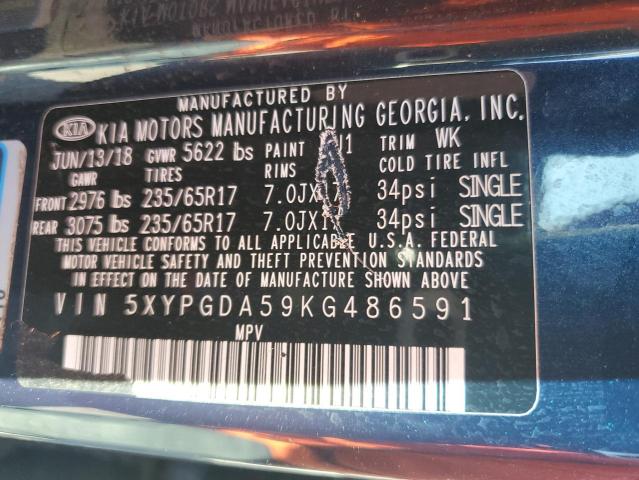 MANUFACTURED BY
KIA KIA MOTORS MANUFACTURING GEORGIA, INC.
JUN/13/18 GVWR 5622 lbs PAINT TRIM WK
GAWR TIRES RIMS COLD TIRE INFL
FRONT 2976 lbs 235/65R17 34psi SINGLE
REAR 3075 lbs 235/65R17 34psi SINGLE
THIS VEHICLE CONFORMS TO ALL APPLICABLE U.S.A. FEDERAL
MOTOR VEHICLE SAFETY AND THEFT PREVENTION STANDARDS
IN EFFECT ON THE DATE OF MANUFACTURE SHOWN ABOVE
VIN 5XYPGDA59KG486591
MPV